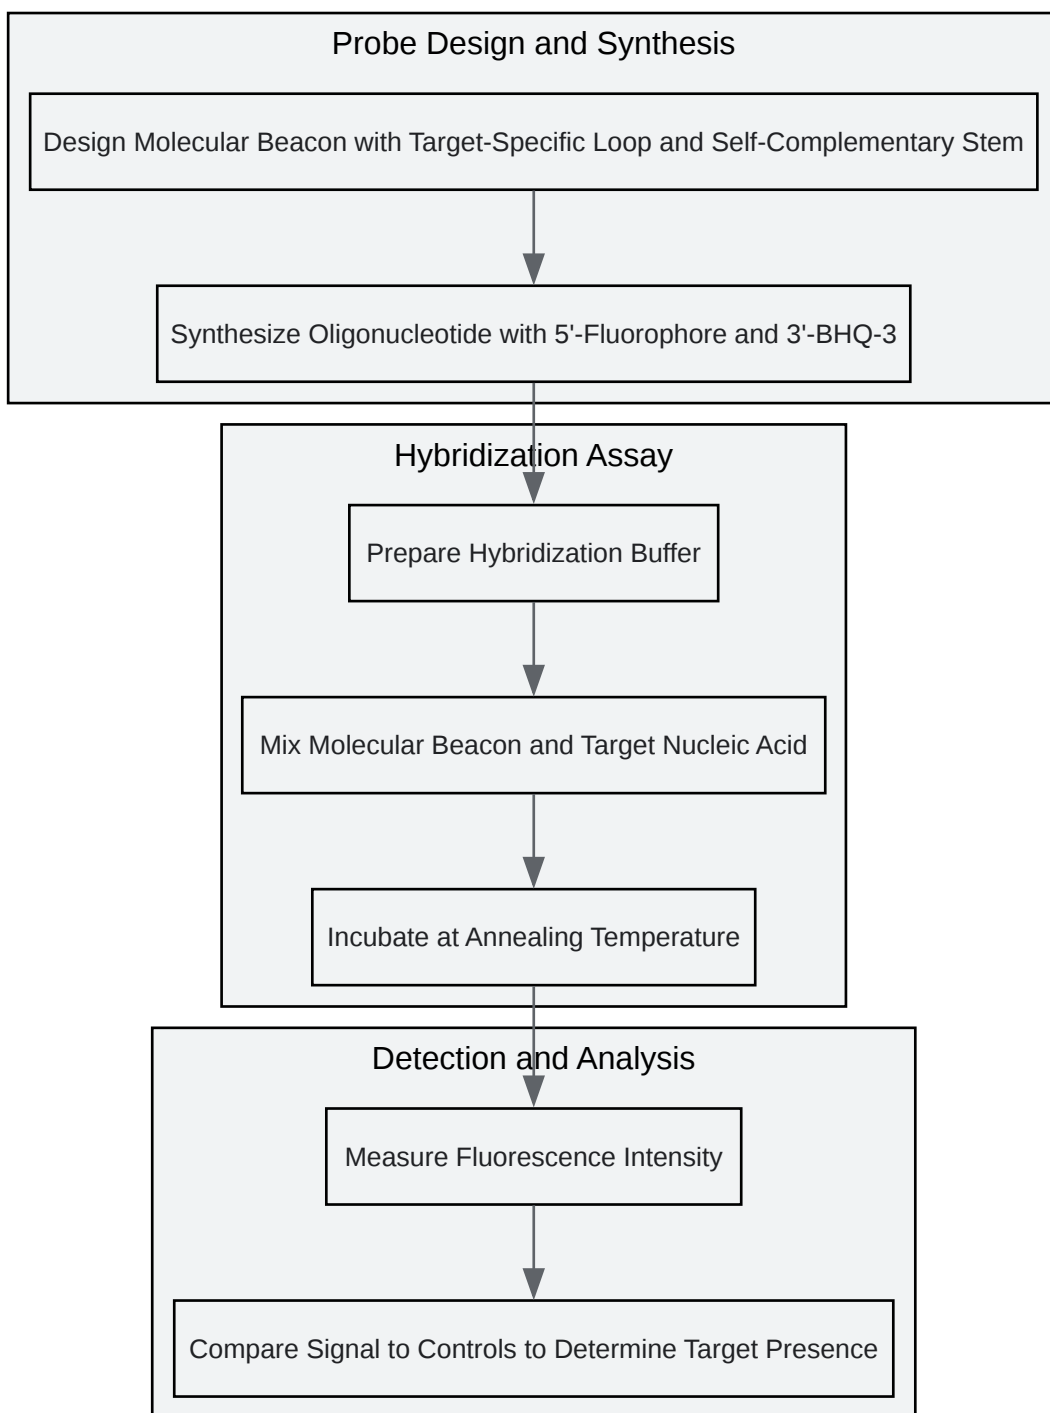 Probe Design and Synthesis
Design Molecular Beacon with Target-Specific Loop and Self-Complementary Stem
Synthesize Oligonucleotide with 5'-Fluorophore and 3'-BHQ-3
Hybridization Assay
Prepare Hybridization Buffer
Mix Molecular Beacon and Target Nucleic Acid
Incubate at Annealing Temperature
Detection and Analysis
Measure Fluorescence Intensity
Compare Signal to Controls to Determine Target Presence